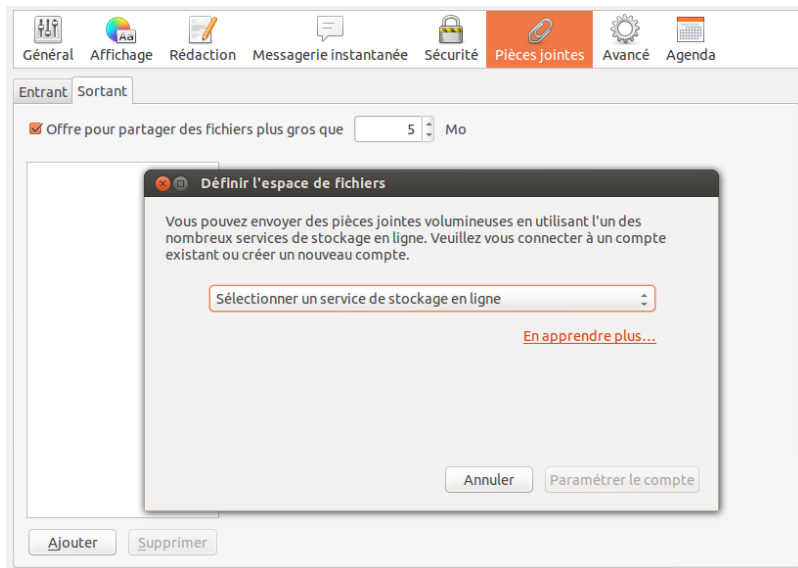 Général Affichage Rédaction Messagerie instantanée Sécurité Pièces jointes Avancé Agenda
Entrant Sortant
Offre pour partager des fichiers plus gros que 5 Mo
Définir l'espace de fichiers
Vous pouvez envoyer des pièces jointes volumineuses en utilisant l'un des
nombreux services de stockage en ligne. Veuillez vous connecter à un compte
existant ou créer un nouveau compte.
Sélectionner un service de stockage en ligne
En apprendre plus...
Annuler Paramétrer le compte
Ajouter Supprimer